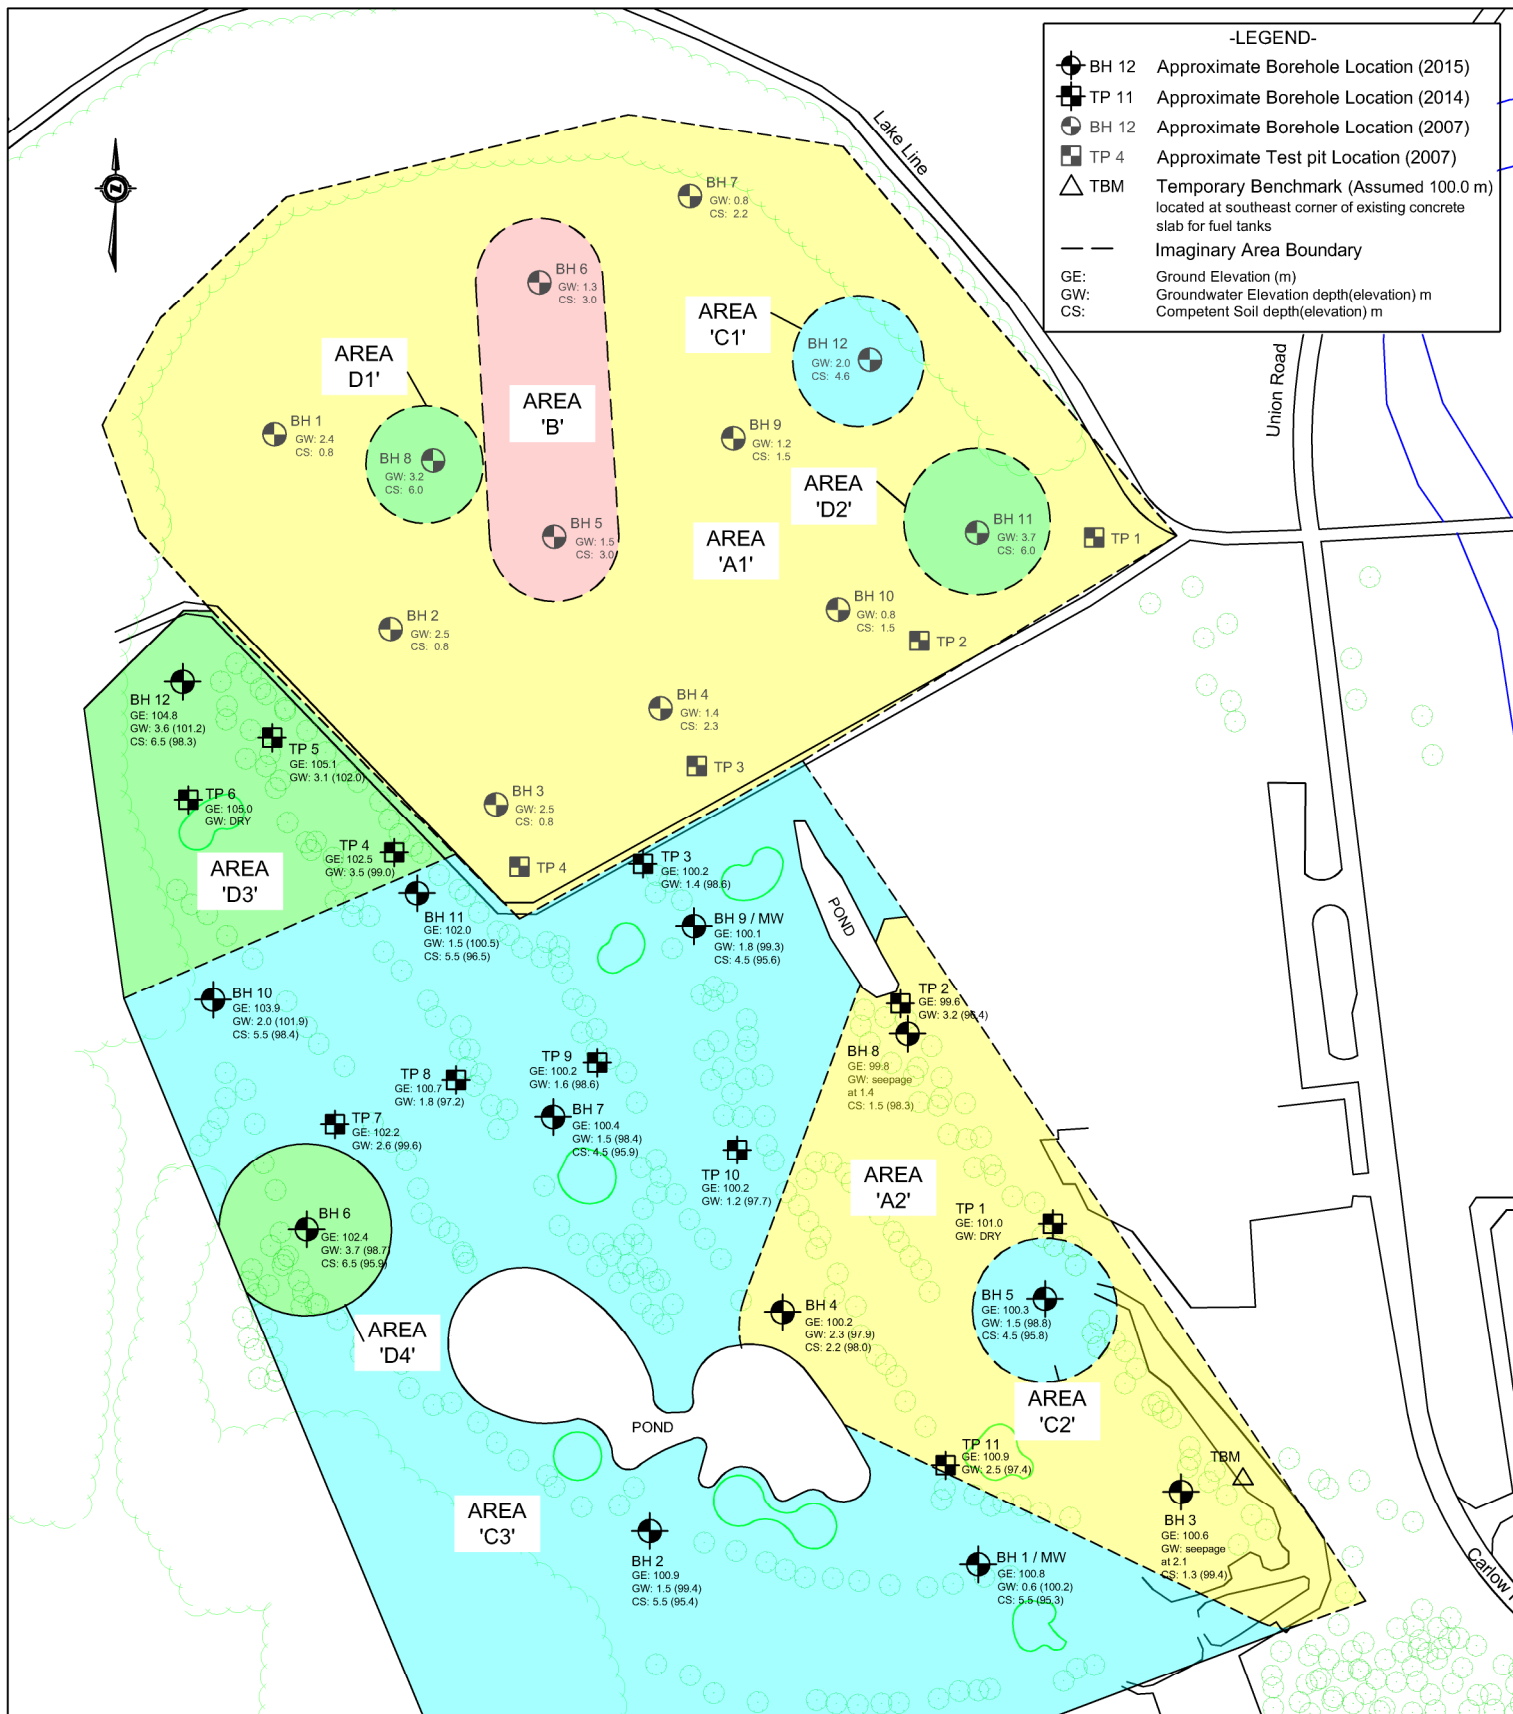 -LEGEND-
BH 12 Approximate Borehole Location (2015)
TP 11 Approximate Borehole Location (2014)
BH 12 Approximate Borehole Location (2007)
TP 4 Approximate Test pit Location (2007)
TBM Temporary Benchmark (Assumed 100.0 m)
located at southeast corner of existing concrete
slab for fuel tanks
Imaginary Area Boundary
GE: Ground Elevation (m)
GW: Groundwater Elevation depth(elevation) m
CS: Competent Soil depth(elevation) m
Lake Line
Union Road
N
BH 7
GW: 0.8
CS: 2.2
BH 6
GW: 1.3
CS: 3.0
AREA
'C1'
BH 12
GW: 2.0
CS: 4.6
AREA
D1'
AREA
'B'
BH 1
GW: 2.4
CS: 0.8
BH 8
GW: 3.2
CS: 6.0
BH 9
GW: 1.2
CS: 1.5
AREA
'D2'
BH 5
GW: 1.5
CS: 3.0
BH 11
GW: 3.7
CS: 6.0
TP 1
AREA
'A1'
BH 2
GW: 2.5
CS: 0.8
BH 10
GW: 0.8
CS: 1.5
TP 2
BH 4
GW: 1.4
CS: 2.3
TP 3
BH 3
GW: 2.5
CS: 0.8
TP 4
BH 12
GE: 104.8
GW: 3.6 (101.2)
CS: 6.5 (98.3)
TP 5
GE: 105.1
GW: 3.1 (102.0)
TP 6
GE: 105.0
GW: DRY
TP 4
GE: 102.5
GW: 3.5 (99.0)
AREA
'D3'
TP 3
GE: 100.2
GW: 1.4 (98.6)
BH 11
GE: 102.0
GW: 1.5 (100.5)
CS: 5.5 (96.5)
BH 9 / MW
GE: 100.1
GW: 1.8 (99.3)
CS: 4.5 (95.6)
POND
BH 10
GE: 103.9
GW: 2.0 (101.9)
CS: 5.5 (98.4)
TP 2
GE: 99.6
GW: 3.2 (96.4)
BH 8
GE: 99.8
GW: seepage
at 1.4
CS: 1.5 (98.3)
TP 9
GE: 100.2
GW: 1.6 (98.6)
TP 8
GE: 100.7
GW: 1.8 (97.2)
BH 7
GE: 100.4
GW: 1.5 (98.4)
CS: 4.5 (95.9)
TP 7
GE: 102.2
GW: 2.6 (99.6)
TP 10
GE: 100.2
GW: 1.2 (97.7)
AREA
'A2'
TP 1
GE: 101.0
GW: DRY
BH 6
GE: 102.4
GW: 3.7 (98.7)
CS: 6.5 (95.9)
BH 5
GE: 100.3
GW: 1.5 (98.8)
CS: 4.5 (95.8)
BH 4
GE: 100.2
GW: 2.3 (97.9)
CS: 2.2 (98.0)
AREA
'D4'
AREA
'C2'
POND
TP 11
GE: 100.9
GW: 2.5 (97.4)
TBM
AREA
'C3'
BH 3
GE: 100.6
GW: seepage
at 2.1
CS: 1.3 (99.4)
BH 2
GE: 100.9
GW: 1.5 (99.4)
CS: 5.5 (95.4)
BH 1 / MW
GE: 100.8
GW: 0.6 (100.2)
CS: 5.5 (95.3)
Carlow